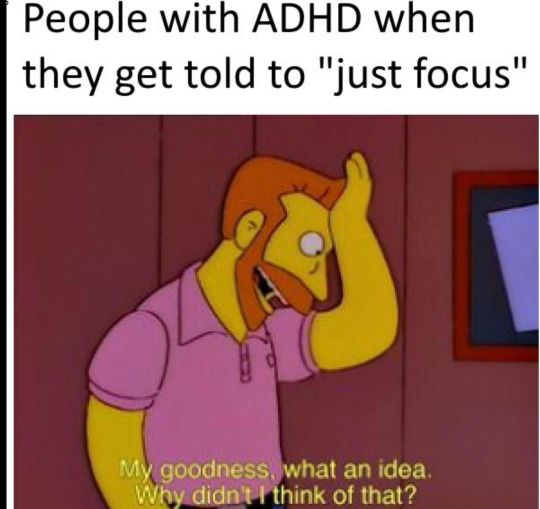 People with ADHD when
they get told to "just focus"
My goodness, what an idea.
Why didn't I think of that?